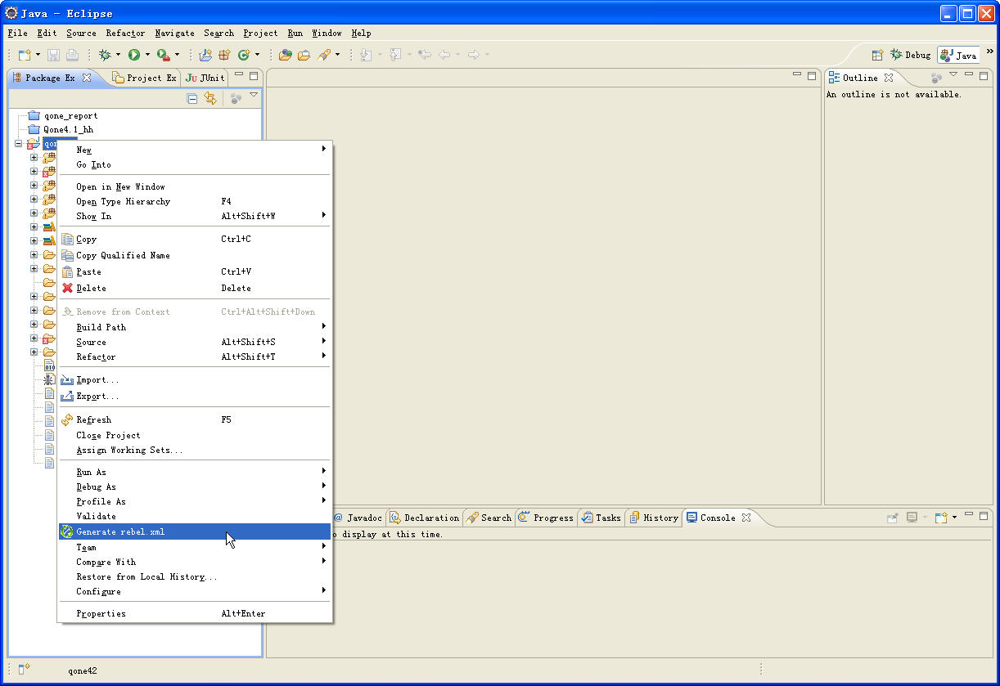 Java - Eclipse
File Edit Source Refactor Navigate Search Project Run Window Help
Debug Java »
Package Ex Project Ex JUnit
Outline
An outline is not available.
qone_report
Qone4.1_hh
New
Go Into
Open in New Window
Open Type Hierarchy F4
Show In Alt+Shift+W
Copy Ctrl+C
Copy Qualified Name
Paste Ctrl+V
Delete Delete
Remove from Context Ctrl+Alt+Shift+Down
Build Path
Source Alt+Shift+S
Refactor Alt+Shift+T
Import...
Export...
Refresh F5
Close Project
Assign Working Sets...
Run As
Debug As
Profile As
Validate
Generate rebel.xml
Team
Compare With
Restore from Local History...
Configure
Properties Alt+Enter
@ Javadoc Declaration Search Progress Tasks History Console
o display at this time.
qone42